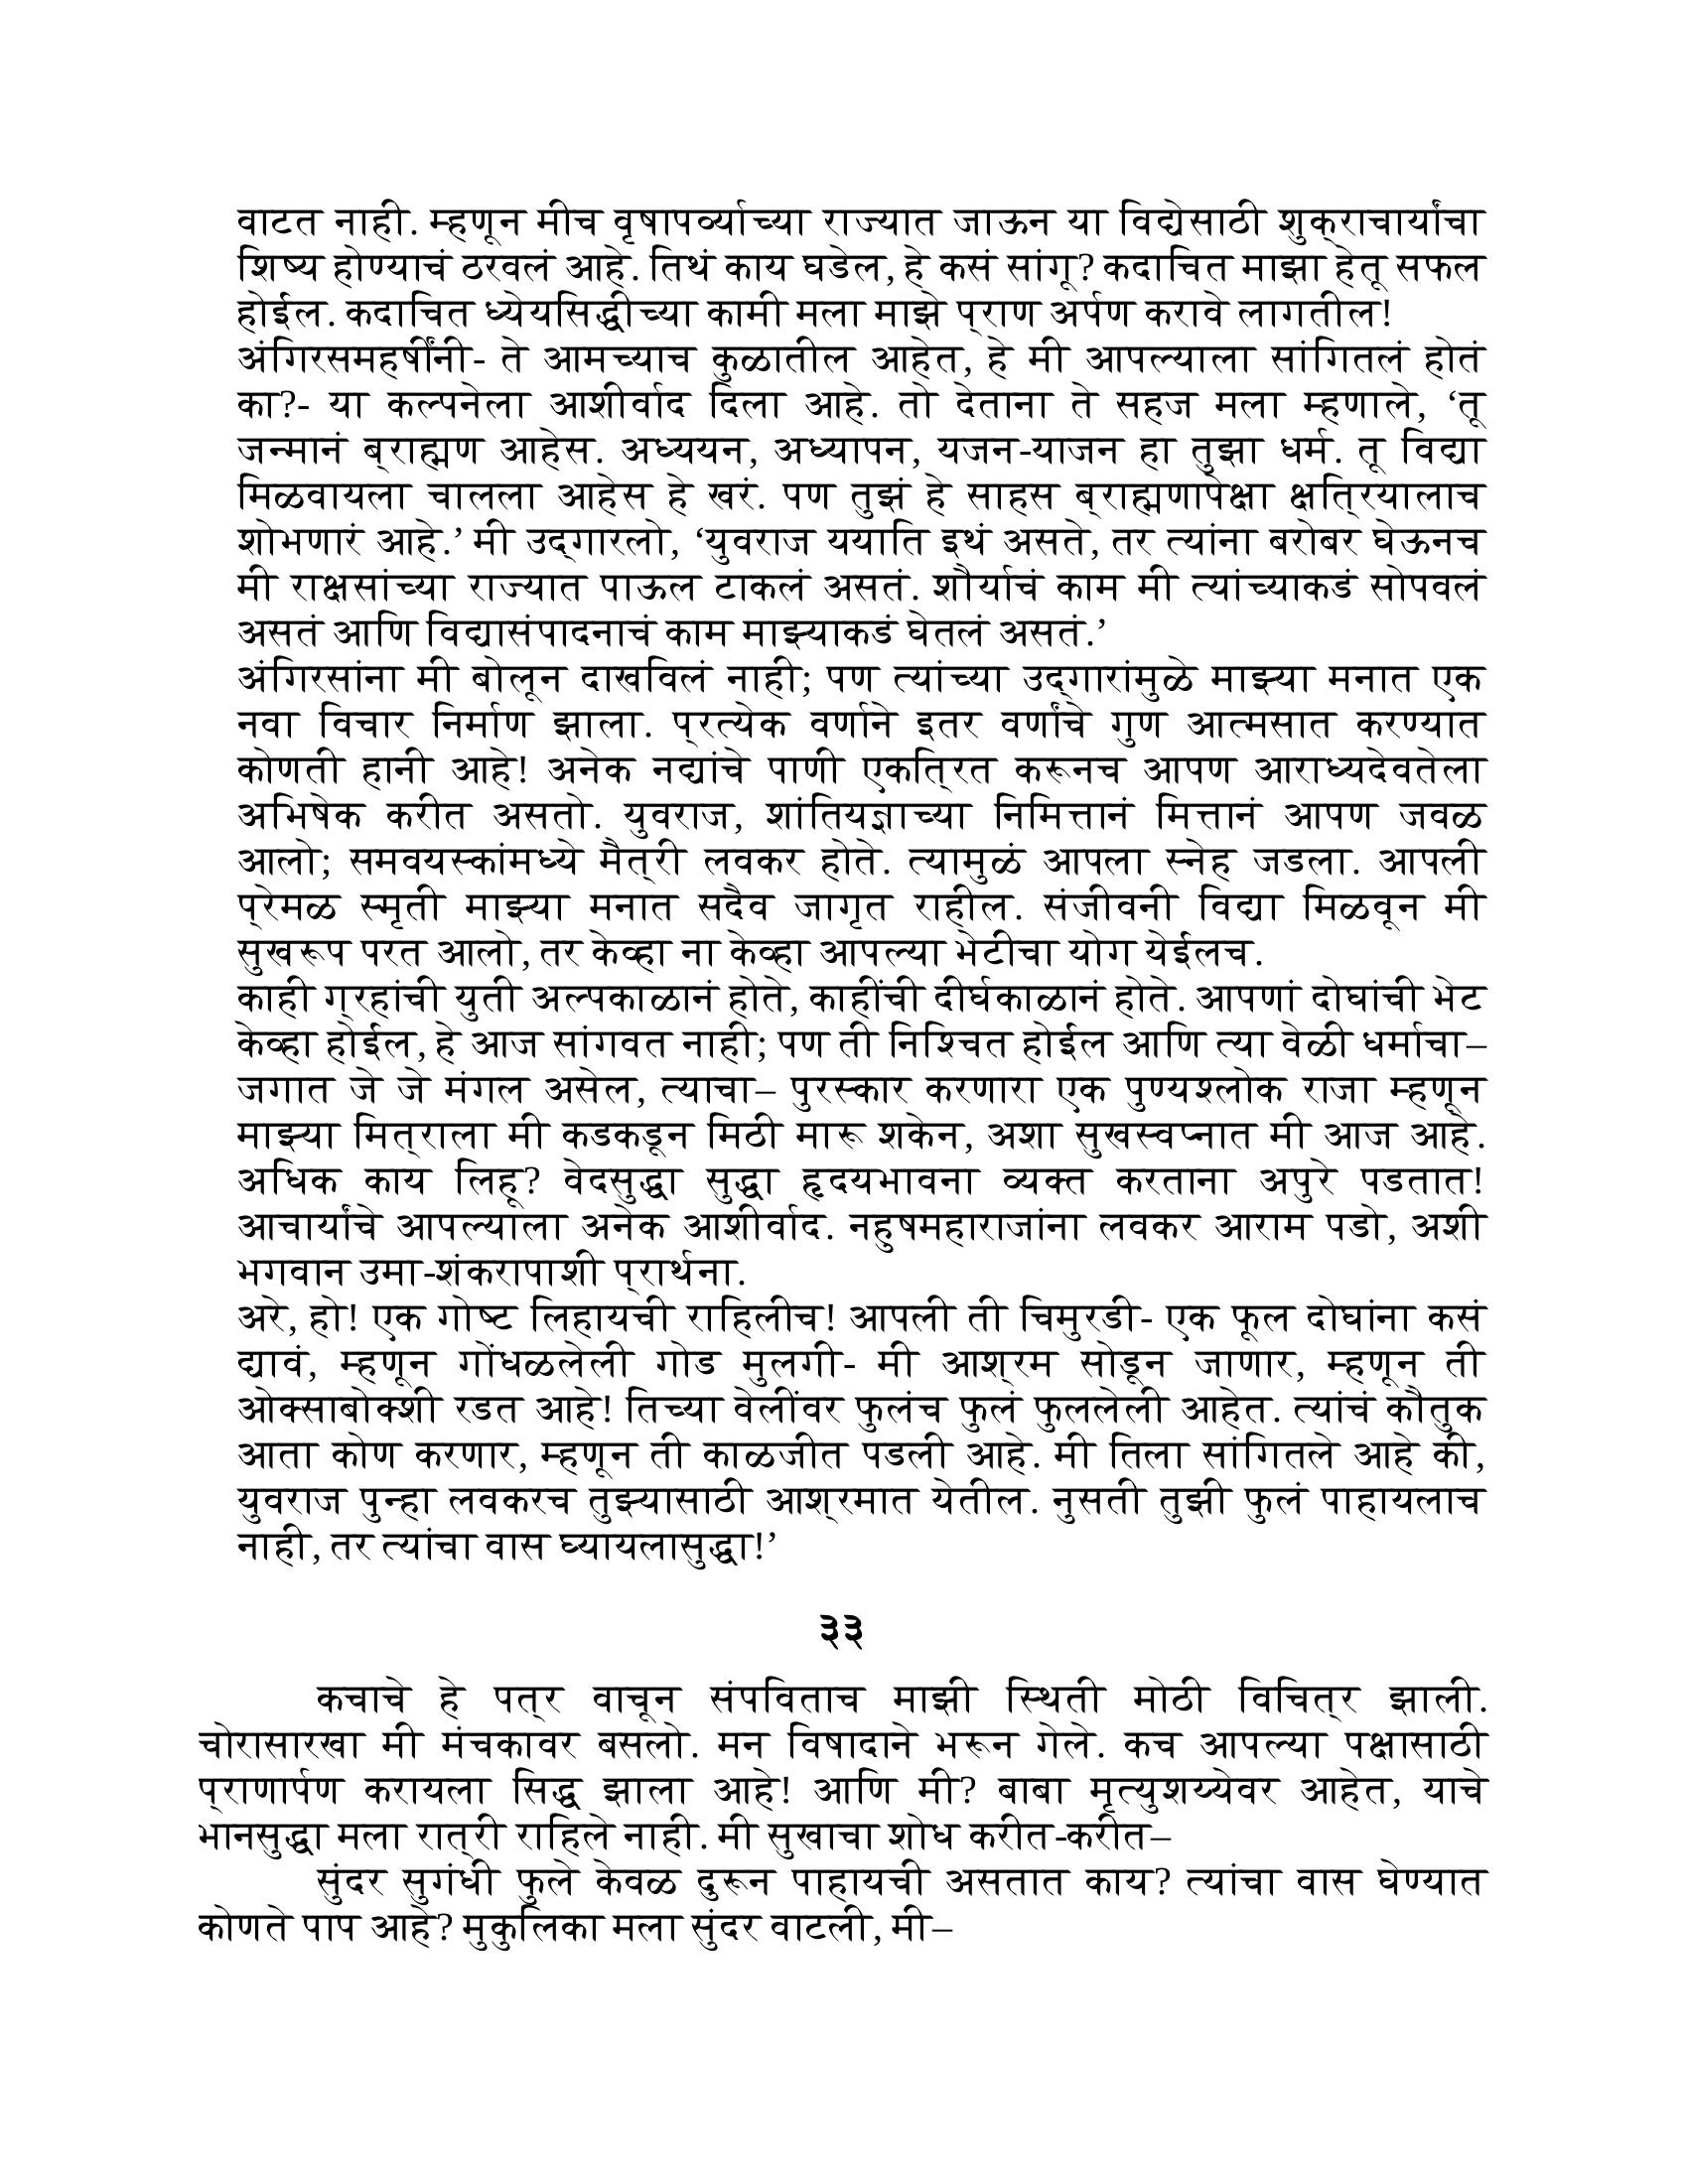 वाटत नाही. म्हणून मीच वृषापर्व्याच्या राज्यात जाऊन या विद्येसाठी शुक्राचार्यांचा
शिष्य होण्याचं ठरवलं आहे. तिथं काय घडेल, हे कसं सांगू? कदाचित माझा हेतू सफल
होईल. कदाचित ध्येयसिद्धीच्या कामी मला माझे प्राण अर्पण करावे लागतील!
अंगिरसमहर्षींनी- ते आमच्याच कुळातील आहेत, हे मी आपल्याला सांगितलं होतं
का?- या कल्पनेला आशीर्वाद दिला आहे. तो देताना ते सहज मला म्हणाले, ‘तू
जन्मानं ब्राह्मण आहेस. अध्ययन, अध्यापन, यजन-याजन हा तुझा धर्म. तू विद्या
मिळवायला चालला आहेस हे खरं. पण तुझं हे साहस ब्राह्मणापेक्षा क्षत्रियालाच
शोभणारं आहे.’ मी उद्गारलो, ‘युवराज ययाति इथं असते, तर त्यांना बरोबर घेऊनच
मी राक्षसांच्या राज्यात पाऊल टाकलं असतं. शौर्याचं काम मी त्यांच्याकडं सोपवलं
असतं आणि विद्यासंपादनाचं काम माझ्याकडं घेतलं असतं.’
अंगिरसांना मी बोलून दाखविलं नाही; पण त्यांच्या उद्गारांमुळे माझ्या मनात एक
नवा विचार निर्माण झाला. प्रत्येक वर्णाने इतर वर्णांचे गुण आत्मसात करण्यात
कोणती हानी आहे! अनेक नद्यांचे पाणी एकत्रित करूनच आपण आराध्यदेवतेला
अभिषेक करीत असतो. युवराज, शांतियज्ञाच्या निमित्तानं मित्तानं आपण जवळ
आलो; समवयस्कांमध्ये मैत्री लवकर होते. त्यामुळं आपला स्नेह जडला. आपली
प्रेमळ स्मृती माझ्या मनात सदैव जागृत राहील. संजीवनी विद्या मिळवून मी
सुखरूप परत आलो, तर केव्हा ना केव्हा आपल्या भेटीचा योग येईलच.
काही ग्रहांची युती अल्पकाळानं होते, काहींची दीर्घकाळानं होते. आपणां दोघांची भेट
केव्हा होईल, हे आज सांगवत नाही; पण ती निश्चित होईल आणि त्या वेळी धर्माचा–
जगात जे जे मंगल असेल, त्याचा– पुरस्कार करणारा एक पुण्यश्लोक राजा म्हणून
माझ्या मित्राला मी कडकडून मिठी मारू शकेन, अशा सुखस्वप्नात मी आज आहे.
अधिक काय लिहू? वेदसुद्धा सुद्धा हृदयभावना व्यक्त करताना अपुरे पडतात!
आचार्यांचे आपल्याला अनेक आशीर्वाद. नहुषमहाराजांना लवकर आराम पडो, अशी
भगवान उमा-शंकरापाशी प्रार्थना.
अरे, हो! एक गोष्ट लिहायची राहिलीच! आपली ती चिमुरडी- एक फूल दोघांना कसं
द्यावं, म्हणून गोंधळलेली गोड मुलगी- मी आश्रम सोडून जाणार, म्हणून ती
ओक्साबोक्शी रडत आहे! तिच्या वेलींवर फुलंच फुलं फुललेली आहेत. त्यांचं कौतुक
आता कोण करणार, म्हणून ती काळजीत पडली आहे. मी तिला सांगितले आहे की,
युवराज पुन्हा लवकरच तुझ्यासाठी आश्रमात येतील. नुसती तुझी फुलं पाहायलाच
नाही, तर त्यांचा वास घ्यायलासुद्धा!’
३३
कचाचे हे पत्र वाचून संपविताच माझी स्थिती मोठी विचित्र झाली.
चोरासारखा मी मंचकावर बसलो. मन विषादाने भरून गेले. कच आपल्या पक्षासाठी
प्राणार्पण करायला सिद्ध झाला आहे! आणि मी? बाबा मृत्युशय्येवर आहेत, याचे
भानसुद्धा मला रात्री राहिले नाही. मी सुखाचा शोध करीत-करीत–
सुंदर सुगंधी फुले केवळ दुरून पाहायची असतात काय? त्यांचा वास घेण्यात
कोणते पाप आहे? मुकुलिका मला सुंदर वाटली, मी–